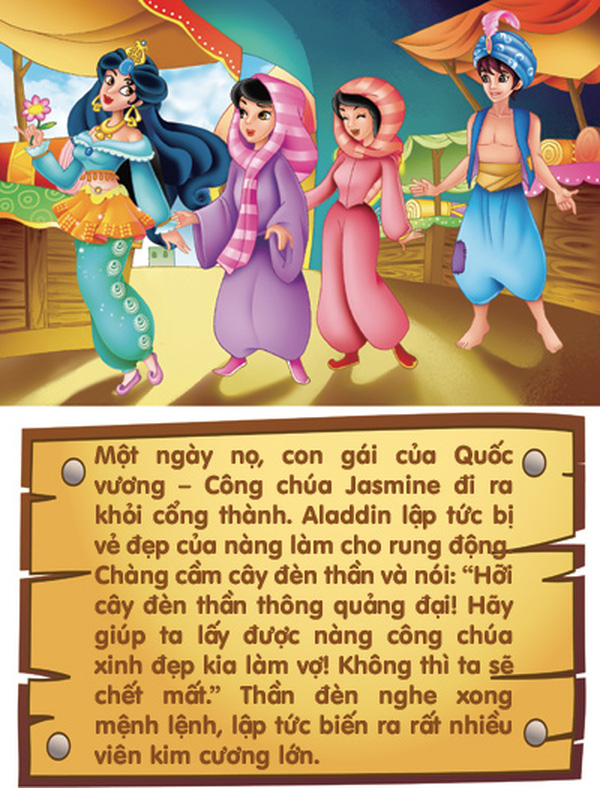 Một ngày nọ, con gái của Quốc
vương – Công chúa Jasmine đi ra
khỏi cổng thành. Aladdin lập tức bị
vẻ đẹp của nàng làm cho rung động.
Chàng cầm cây đèn thần và nói: “Hỡi
cây đèn thần thông quảng đại! Hãy
giúp ta lấy được nàng công chúa
xinh đẹp kia làm vợ! Không thì ta sẽ
chết mất.” Thần đèn nghe xong
mệnh lệnh, lập tức biến ra rất nhiều
viên kim cương lớn.